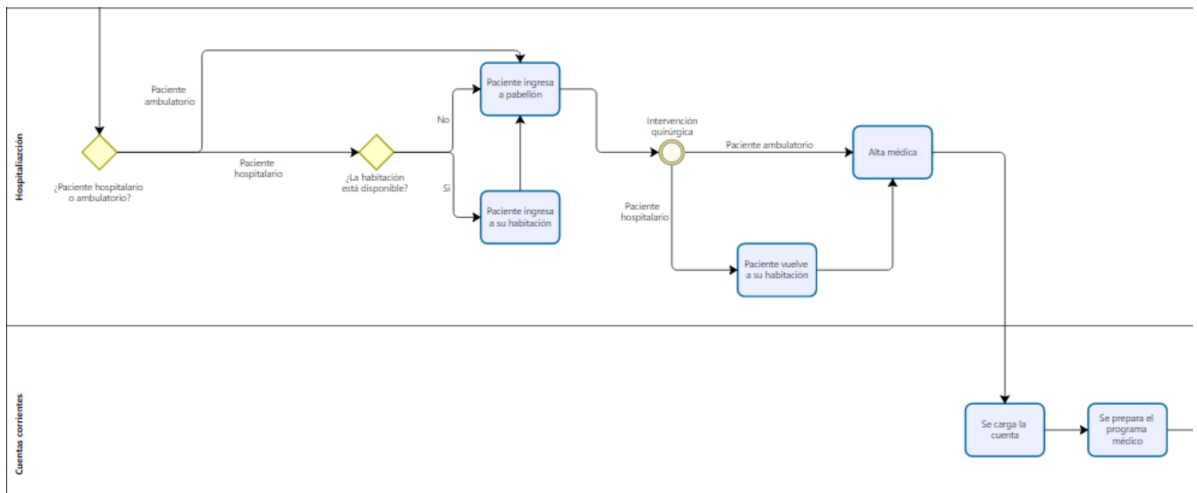 Hospitaliazción
Paciente
ambulatorio
¿Paciente hospitalario
o ambulatorio?
Paciente
hospitalario
¿La habitación
está disponible?
No
Si
Paciente ingresa
a pabellón
Paciente ingresa
a su habitación
Intervención
quirúrgica
Paciente ambulatorio
Paciente
hospitalario
Paciente vuelve
a su habitación
Alta médica
Cuentas corrientes
Se carga la
cuenta
Se prepara el
programa
médico